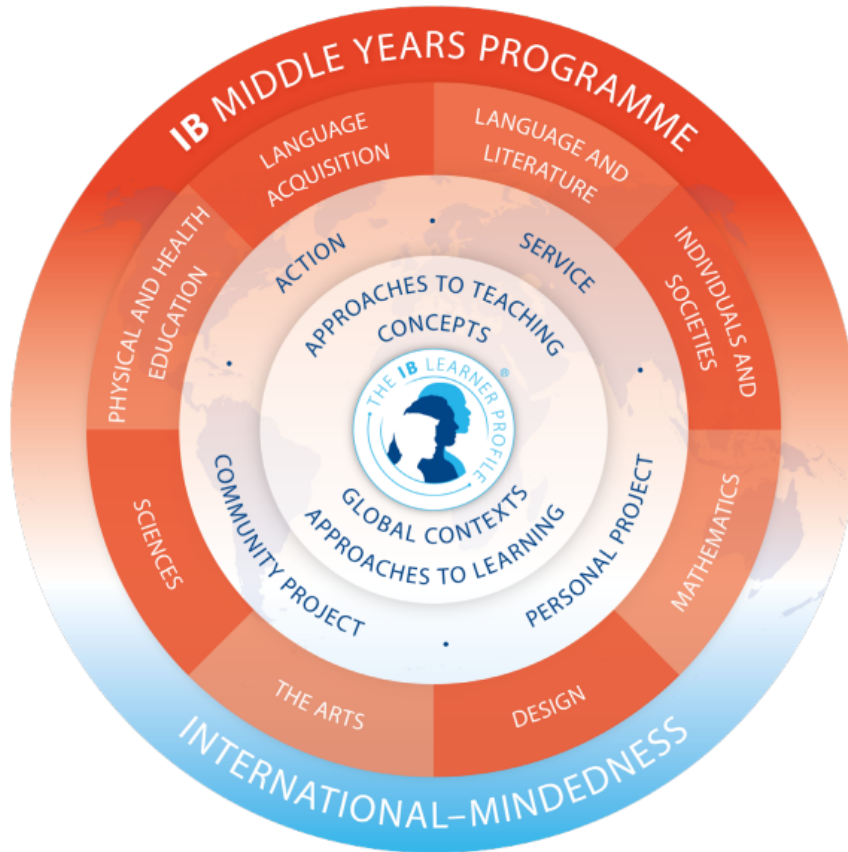 IB MIDDLE YEARS PROGRAMME
LANGUAGE
ACQUISITION
LANGUAGE AND
LITERATURE
INDIVIDUALS AND
SOCIETIES
MATHEMATICS
DESIGN
THE ARTS
SCIENCES
PHYSICAL AND HEALTH
EDUCATION
ACTION
SERVICE
PERSONAL PROJECT
COMMUNITY PROJECT
APPROACHES TO TEACHING
CONCEPTS
THE IB LEARNER PROFILE
®
GLOBAL CONTEXTS
APPROACHES TO LEARNING
INTERNATIONAL–MINDEDNESS